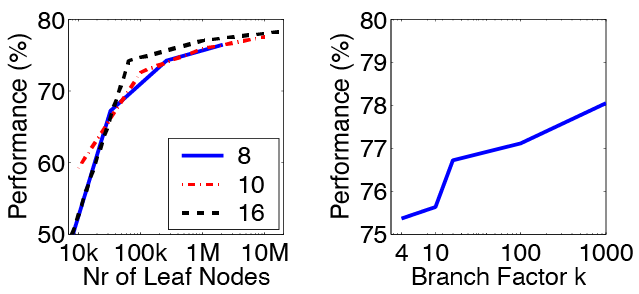 80
70
60
50
Performance (%)
10k 100k 1M 10M
Nr of Leaf Nodes
8
10
16
80
79
78
77
76
75
Performance (%)
4 10 100 1000
Branch Factor k